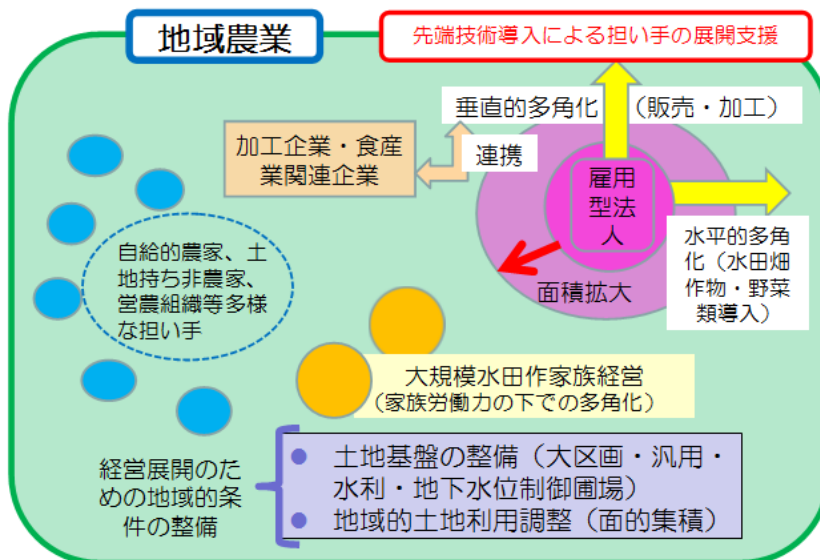 地域農業
先端技術導入による担い手の展開支援
垂直的多角化 （販売・加工）
加工企業・食産
業関連企業
連携
雇用
型法
人
水平的多角
化（水田畑
作物・野菜
類導入）
面積拡大
自給的農家、土
地持ち非農家、
営農組織等多様
な担い手
大規模水田作家族経営
（家族労働力の下での多角化）
経営展開のた
めの地域的条
件の整備
● 土地基盤の整備（大区画・汎用・
水利・地下水位制御圃場）
● 地域的土地利用調整（面的集積）